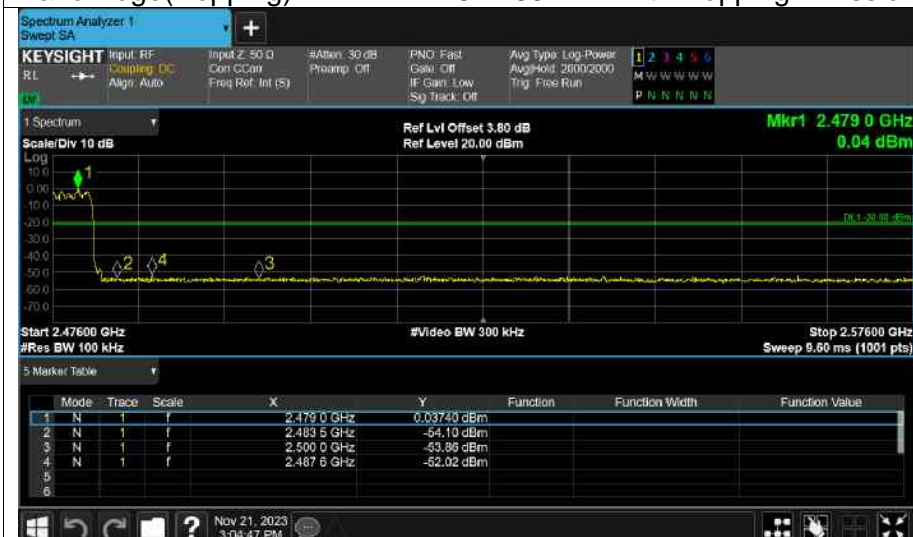 Spectrum Analyzer 1
Swept SA
+
KEYSIGHT Input: RF Input Z: 50 Ω #Atten: 30 dB PNO: Fast Avg Type: Log-Power 1 2 3 4 5 6
RL Coupling: DC Corr CCorr Preamp: Off Gate: Off Avg|Hold: 2000/2000 M W W W W W
Align: Auto Freq Ref: Int (S) IF Gain: Low Trig: Free Run P N N N N N
Sig Track: Off
1 Spectrum
Ref Lvl Offset 3.80 dB Mkr1 2.479 0 GHz
Scale/Div 10 dB Ref Level 20.00 dBm 0.04 dBm
Log
10.0
1
0.00
-10.0
-20.0
-30.0
-40.0
2 4 3
-50.0
-60.0
-70.0
Start 2.47600 GHz #Video BW 300 kHz Stop 2.57600 GHz
#Res BW 100 kHz Sweep 9.60 ms (1001 pts)
5 Marker Table
Mode Trace Scale X Y Function Function Width Function Value
1 N 1 f 2.479 0 GHz 0.03740 dBm
2 N 1 f 2.483 5 GHz -54.10 dBm
3 N 1 f 2.500 0 GHz -53.86 dBm
4 N 1 f 2.487 6 GHz -52.02 dBm
5
6
? Nov 21, 2023
3:04:47 PM